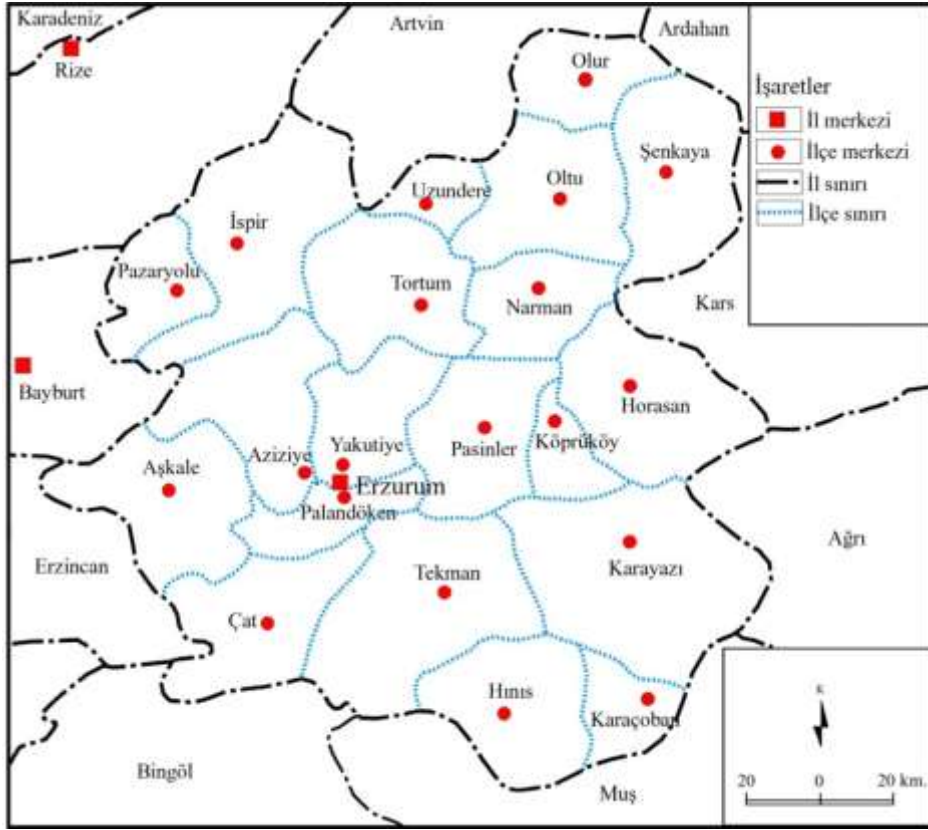 Karadeniz
Rize
Artvin
Ardahan
Olur
İşaretler
İl merkezi
İlçe merkezi
İl sınırı
İlçe sınırı
Şenkaya
Oltu
Uzundere
İspir
Pazaryolu
Tortum
Narman
Kars
Bayburt
Horasan
Köprüköy
Pasinler
Yakutiye
Aziziye
Aşkale
Erzurum
Palandöken
Erzincan
Ağrı
Karayazı
Tekman
Çat
Hınıs
Karaçoban
Bingöl
Muş
K
20 0 20 km.